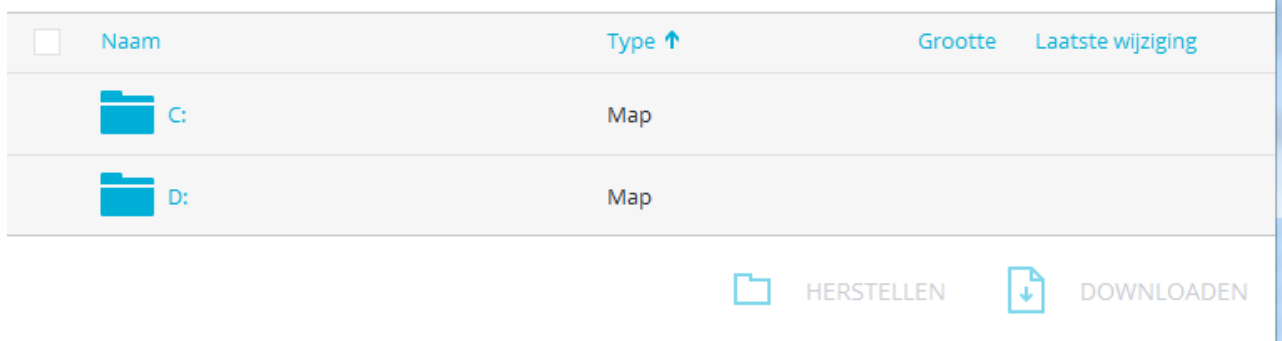 Naam Type ↑ Grootte Laatste wijziging
C: Map
D: Map
HERSTELLEN DOWNLOADEN